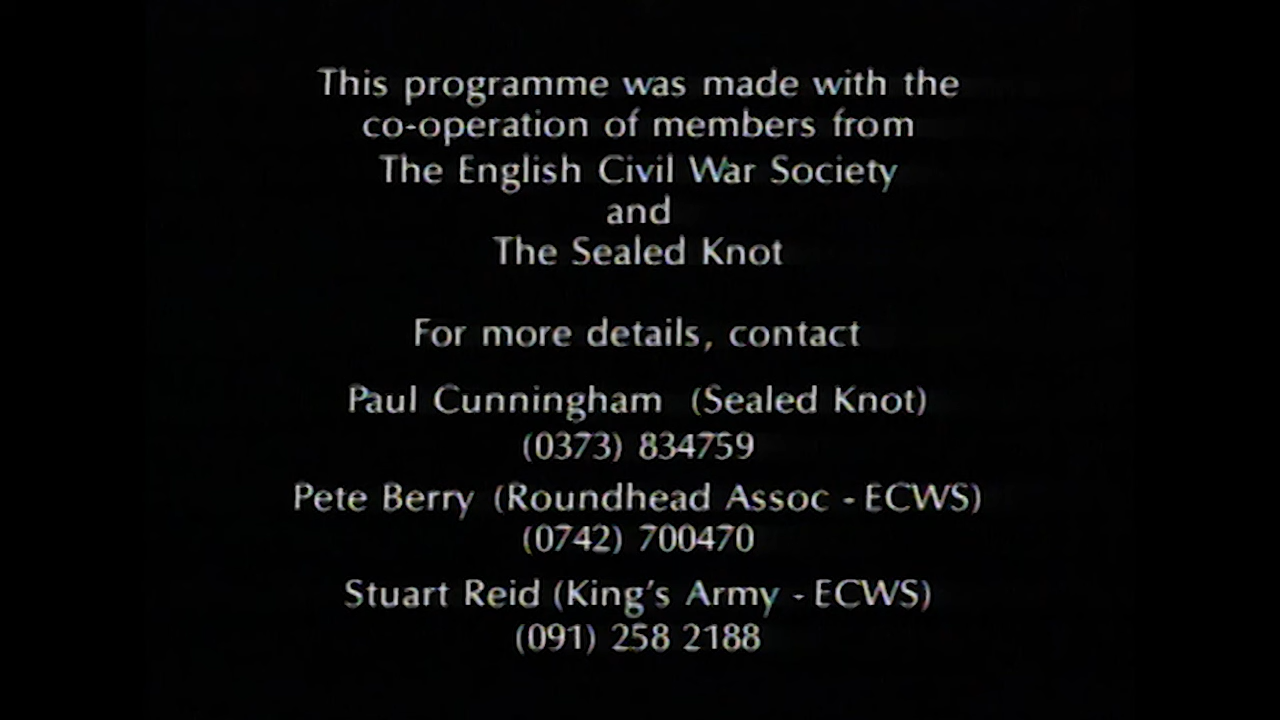 This programme was made with the
co-operation of members from
The English Civil War Society
and
The Sealed Knot
For more details, contact
Paul Cunningham (Sealed Knot)
(0373) 834759
Pete Berry (Roundhead Assoc - ECWS)
(0742) 700470
Stuart Reid (King's Army - ECWS)
(091) 258 2188